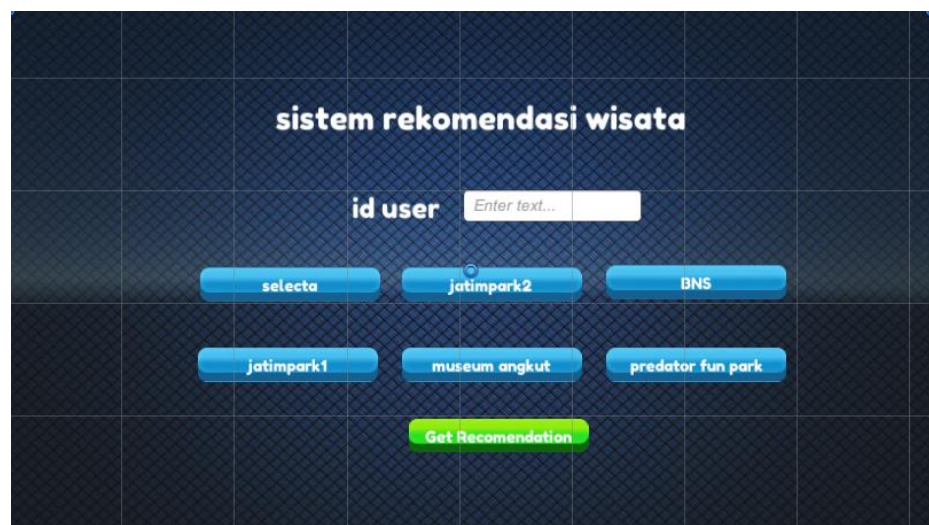 sistem rekomendasi wisata
id user Enter text...
selecta jatimpark2 BNS
jatimpark1 museum angkut predator fun park
Get Recomendation